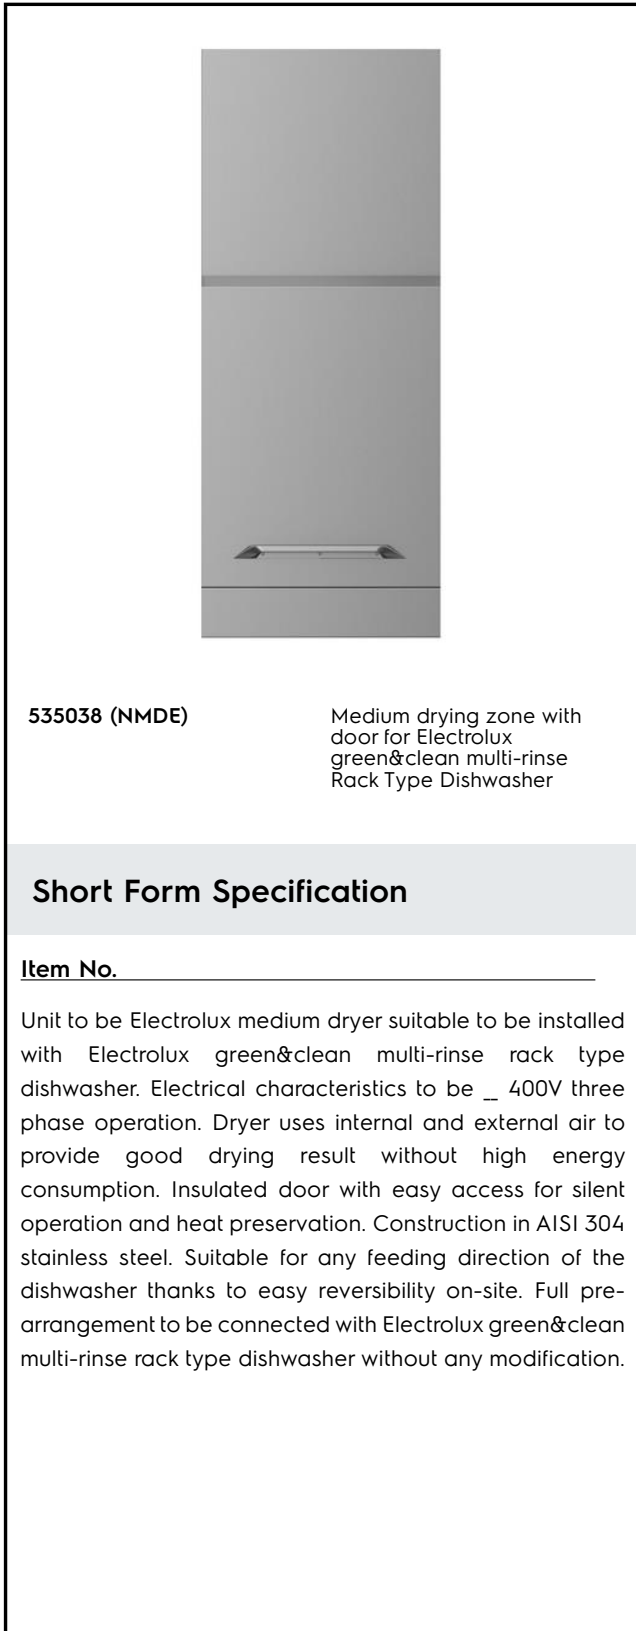 535038 (NMDE)
Medium drying zone with
door for Electrolux
green&clean multi-rinse
Rack Type Dishwasher
Short Form Specification
Item No.
Unit to be Electrolux medium dryer suitable to be installed
with Electrolux green&clean multi-rinse rack type
dishwasher. Electrical characteristics to be __ 400V three
phase operation. Dryer uses internal and external air to
provide good drying result without high energy
consumption. Insulated door with easy access for silent
operation and heat preservation. Construction in AISI 304
stainless steel. Suitable for any feeding direction of the
dishwasher thanks to easy reversibility on-site. Full pre-
arrangement to be connected with Electrolux green&clean
multi-rinse rack type dishwasher without any modification.